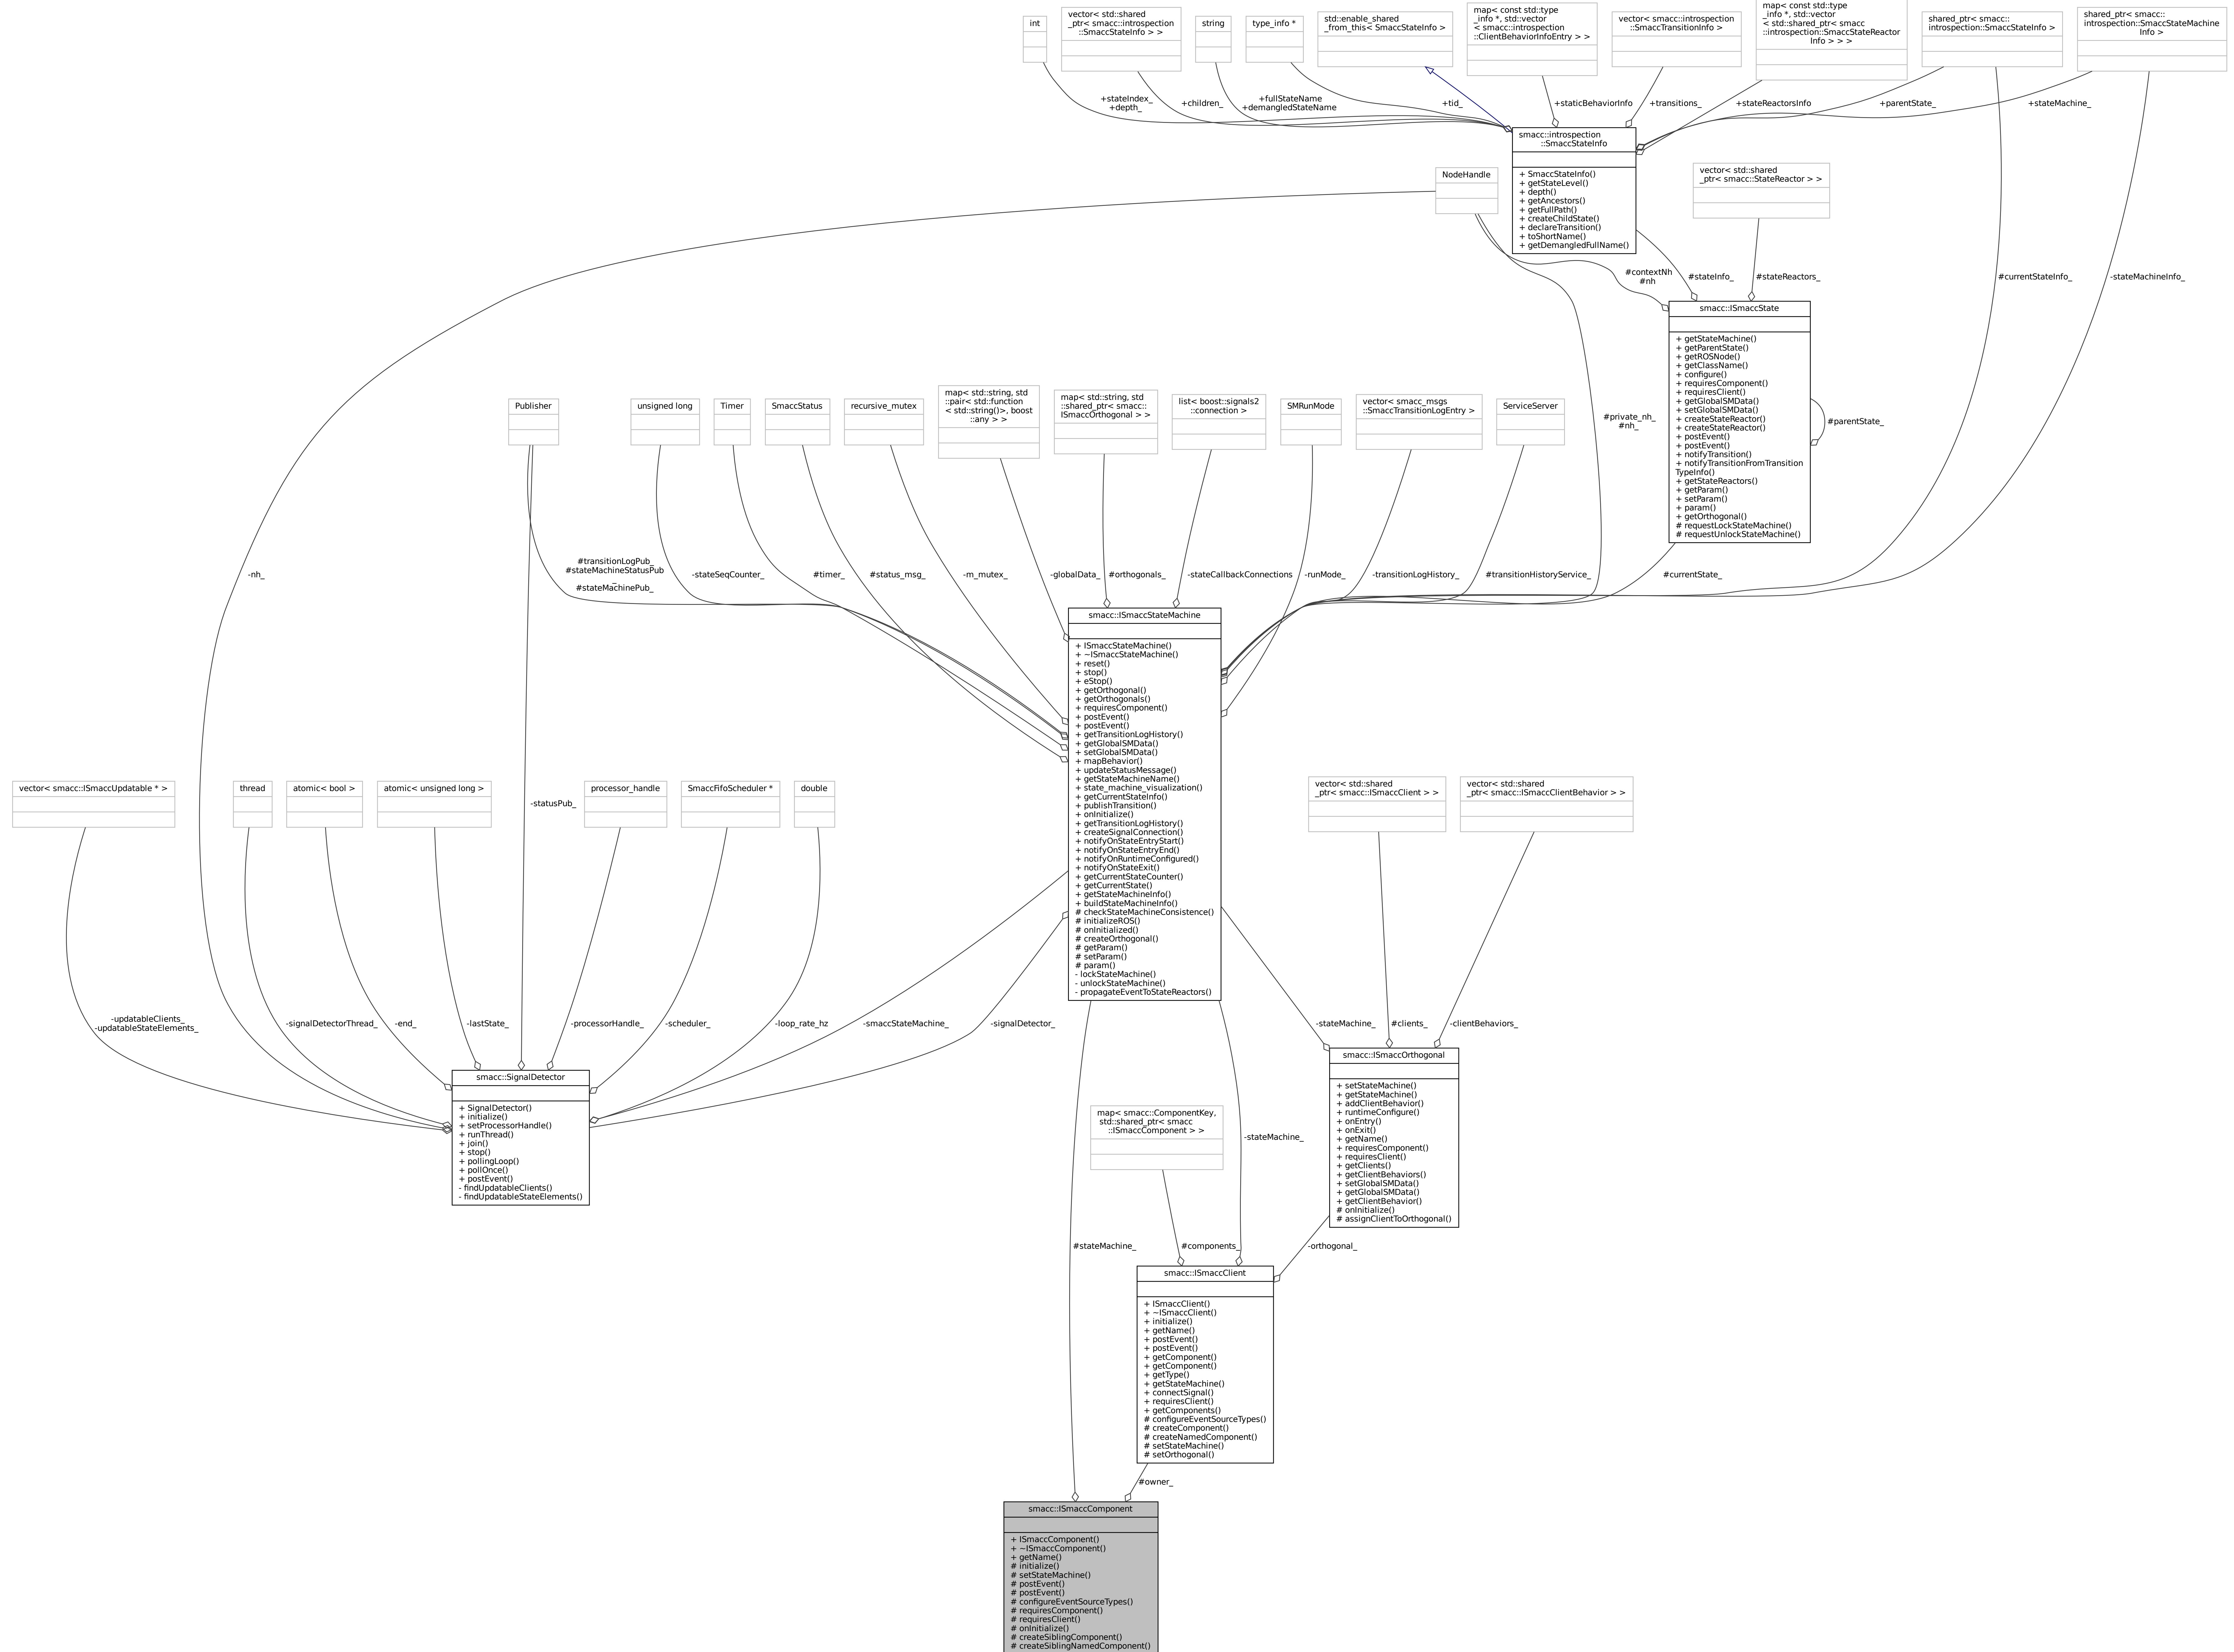 int
vector< std::shared
_ptr< smacc::introspection
::SmaccStateInfo > >
string
type_info *
std::enable_shared
_from_this< SmaccStateInfo >
map< const std::type
_info *, std::vector
< smacc::introspection
::ClientBehaviorInfoEntry > >
vector< smacc::introspection
::SmaccTransitionInfo >
map< const std::type
_info *, std::vector
< std::shared_ptr< smacc
::introspection::SmaccStateReactor
Info > > >
shared_ptr< smacc::
introspection::SmaccStateInfo >
shared_ptr< smacc::
introspection::SmaccStateMachine
Info >
+stateIndex_
+depth_
+children_
+fullStateName
+demangledStateName
+tid_
+staticBehaviorInfo
+transitions_
+stateReactorsInfo
+parentState_
+stateMachine_
smacc::introspection
::SmaccStateInfo
+ SmaccStateInfo()
+ getStateLevel()
+ depth()
+ getAncestors()
+ getFullPath()
+ createChildState()
+ declareTransition()
+ toShortName()
+ getDemangledFullName()
NodeHandle
vector< std::shared
_ptr< smacc::StateReactor > >
#contextNh
#nh
#stateInfo_
#stateReactors_
#currentStateInfo_
-stateMachineInfo_
smacc::ISmaccState
+ getStateMachine()
+ getParentState()
+ getROSNode()
+ getClassName()
+ configure()
+ requiresComponent()
+ requiresClient()
+ getGlobalSMData()
+ setGlobalSMData()
+ createStateReactor()
+ createStateReactor()
+ postEvent()
+ postEvent()
+ notifyTransition()
+ notifyTransitionFromTransition
TypeInfo()
+ getStateReactors()
+ getParam()
+ setParam()
+ param()
+ getOrthogonal()
# requestLockStateMachine()
# requestUnlockStateMachine()
#parentState_
Publisher
unsigned long
Timer
SmaccStatus
recursive_mutex
map< std::string, std
::pair< std::function
< std::string()>, boost
::any > >
map< std::string, std
::shared_ptr< smacc::
ISmaccOrthogonal > >
list< boost::signals2
::connection >
SMRunMode
vector< smacc_msgs
::SmaccTransitionLogEntry >
ServiceServer
#private_nh_
#nh_
-nh_
#transitionLogPub_
#stateMachineStatusPub
_
#stateMachinePub_
-stateSeqCounter_
#timer_
#status_msg_
-m_mutex_
-globalData_
#orthogonals_
-stateCallbackConnections
-runMode_
-transitionLogHistory_
#transitionHistoryService_
#currentState_
smacc::ISmaccStateMachine
+ ISmaccStateMachine()
+ ~ISmaccStateMachine()
+ reset()
+ stop()
+ eStop()
+ getOrthogonal()
+ getOrthogonals()
+ requiresComponent()
+ postEvent()
+ postEvent()
+ getTransitionLogHistory()
+ getGlobalSMData()
+ setGlobalSMData()
+ mapBehavior()
+ updateStatusMessage()
+ getStateMachineName()
+ state_machine_visualization()
+ getCurrentStateInfo()
+ publishTransition()
+ onInitialize()
+ getTransitionLogHistory()
+ createSignalConnection()
+ notifyOnStateEntryStart()
+ notifyOnStateEntryEnd()
+ notifyOnRuntimeConfigured()
+ notifyOnStateExit()
+ getCurrentStateCounter()
+ getCurrentState()
+ getStateMachineInfo()
+ buildStateMachineInfo()
# checkStateMachineConsistence()
# initializeROS()
# onInitialized()
# createOrthogonal()
# getParam()
# setParam()
# param()
- lockStateMachine()
- unlockStateMachine()
- propagateEventToStateReactors()
vector< smacc::ISmaccUpdatable * >
thread
atomic< bool >
atomic< unsigned long >
processor_handle
SmaccFifoScheduler *
double
-statusPub_
vector< std::shared
_ptr< smacc::ISmaccClient > >
vector< std::shared
_ptr< smacc::ISmaccClientBehavior > >
-updatableClients_
-updatableStateElements_
-signalDetectorThread_
-end_
-lastState_
-processorHandle_
-scheduler_
-loop_rate_hz
-smaccStateMachine_
-signalDetector_
-stateMachine_
#clients_
-clientBehaviors_
smacc::SignalDetector
+ SignalDetector()
+ initialize()
+ setProcessorHandle()
+ runThread()
+ join()
+ stop()
+ pollingLoop()
+ pollOnce()
+ postEvent()
- findUpdatableClients()
- findUpdatableStateElements()
smacc::ISmaccOrthogonal
+ setStateMachine()
+ getStateMachine()
+ addClientBehavior()
+ runtimeConfigure()
+ onEntry()
+ onExit()
+ getName()
+ requiresComponent()
+ requiresClient()
+ getClients()
+ getClientBehaviors()
+ setGlobalSMData()
+ getGlobalSMData()
+ getClientBehavior()
# onInitialize()
# assignClientToOrthogonal()
map< smacc::ComponentKey,
std::shared_ptr< smacc
::ISmaccComponent > >
-stateMachine_
#stateMachine_
#components_
-orthogonal_
smacc::ISmaccClient
+ ISmaccClient()
+ ~ISmaccClient()
+ initialize()
+ getName()
+ postEvent()
+ postEvent()
+ getComponent()
+ getComponent()
+ getType()
+ getStateMachine()
+ connectSignal()
+ requiresClient()
+ getComponents()
# configureEventSourceTypes()
# createComponent()
# createNamedComponent()
# setStateMachine()
# setOrthogonal()
#owner_
smacc::ISmaccComponent
+ ISmaccComponent()
+ ~ISmaccComponent()
+ getName()
# initialize()
# setStateMachine()
# postEvent()
# postEvent()
# configureEventSourceTypes()
# requiresComponent()
# requiresClient()
# onInitialize()
# createSiblingComponent()
# createSiblingNamedComponent()